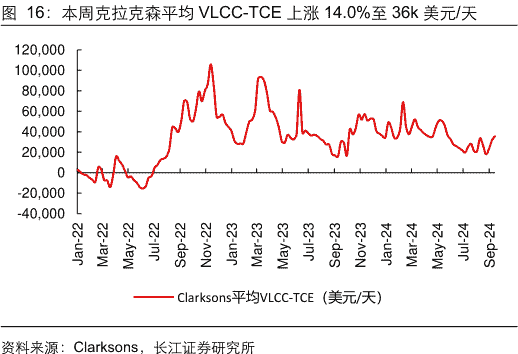 图 16：本周克拉克森平均 VLCC-TCE 上涨 14.0%至 36k 美元/天
120,000
100,000
80,000
60,000
40,000
20,000
0
-20,000
-40,000
Jan-22
Mar-22
May-22
Jul-22
Sep-22
Nov-22
Jan-23
Mar-23
May-23
Jul-23
Sep-23
Nov-23
Jan-24
Mar-24
May-24
Jul-24
Sep-24
Clarksons平均VLCC-TCE（美元/天）
资料来源：Clarksons，长江证券研究所